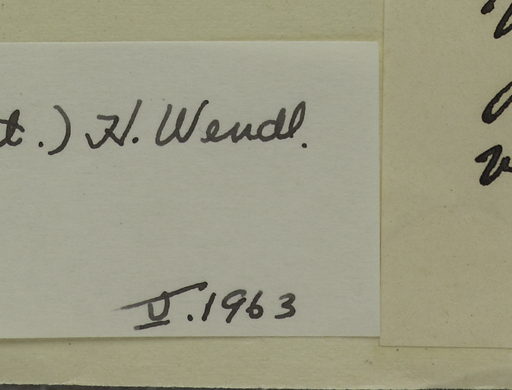 t.) H. Wendl.
V. 1963